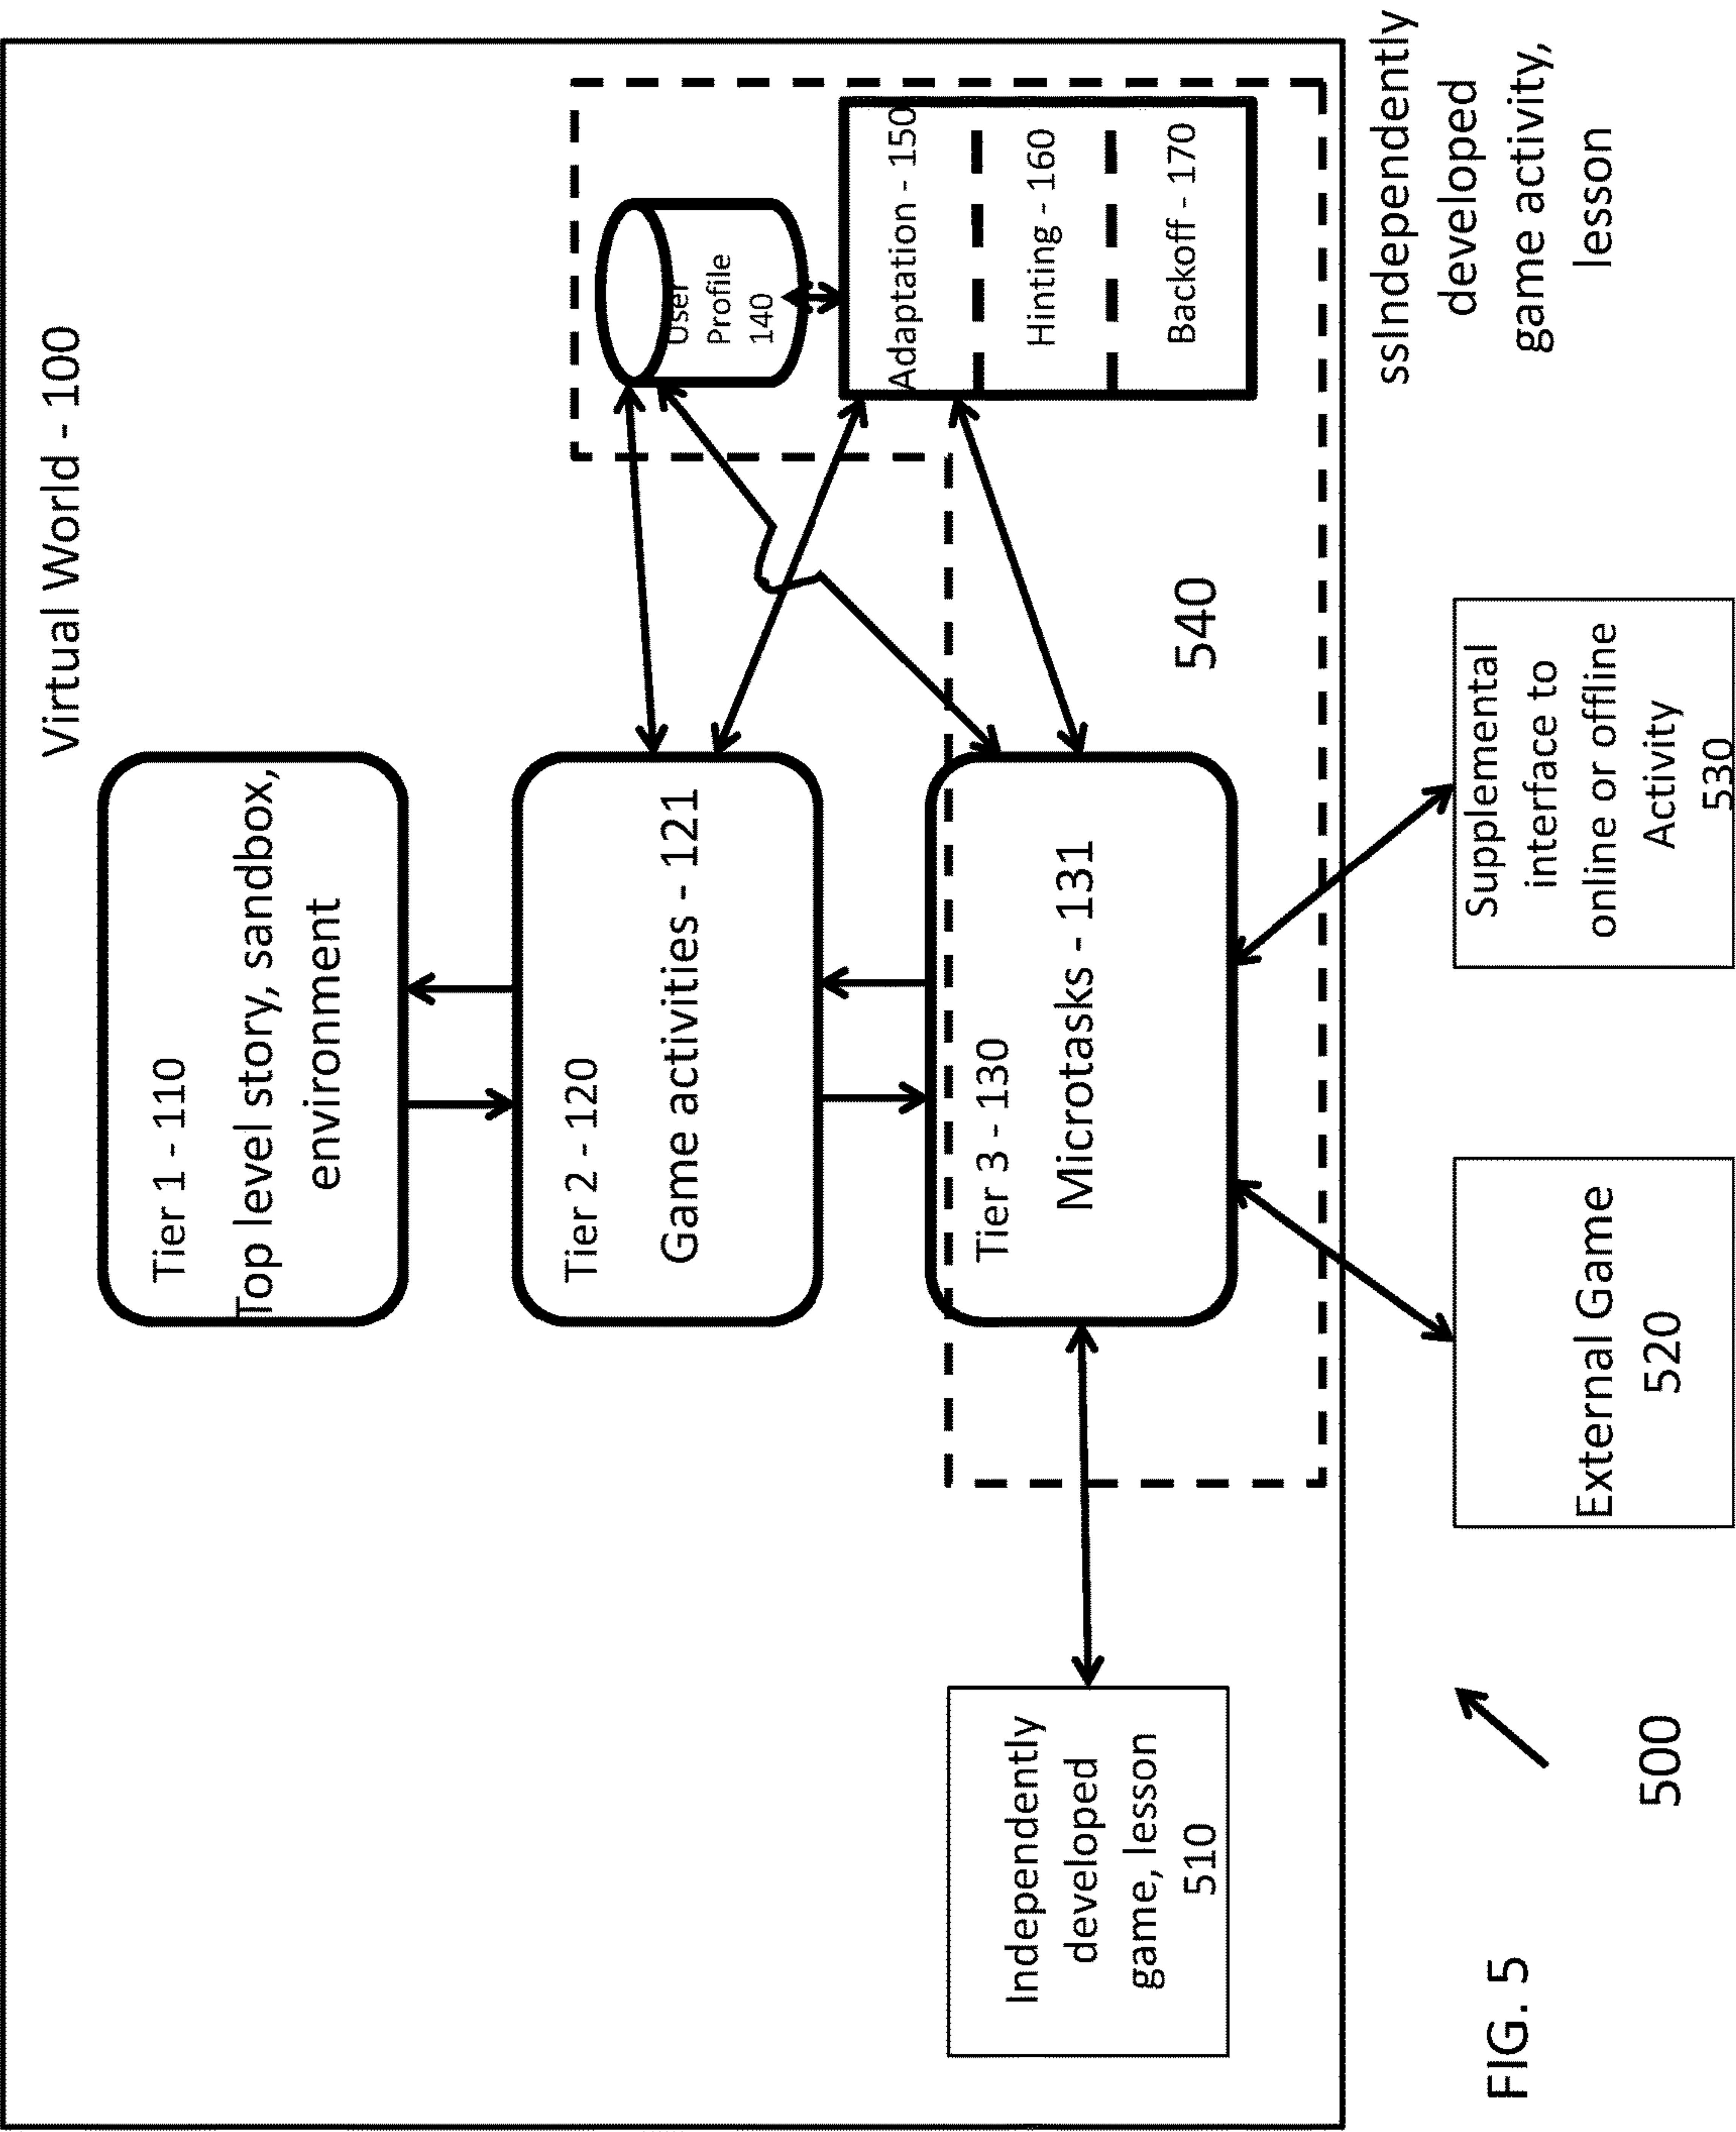 Virtual World - 100
Tier 1 - 110
Top level story, sandbox,
environment
Tier 2 - 120
Game activities - 121
Tier 3 - 130
Microtasks - 131
User
Profile
140
Adaptation - 150
Hinting - 160
Backoff - 170
540
Independently
developed
game, lesson
510
External Game
520
Supplemental
interface to
online or offline
Activity
530
ssIndependently
developed
game activity,
lesson
FIG. 5
500